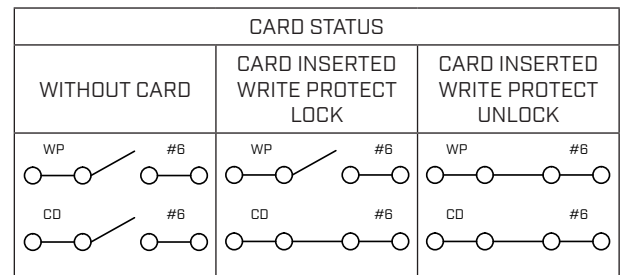 CARD STATUS
WITHOUT CARD
CARD INSERTED
WRITE PROTECT
LOCK
CARD INSERTED
WRITE PROTECT
UNLOCK
WP #6
CD #6
WP #6
CD #6
WP #6
CD #6